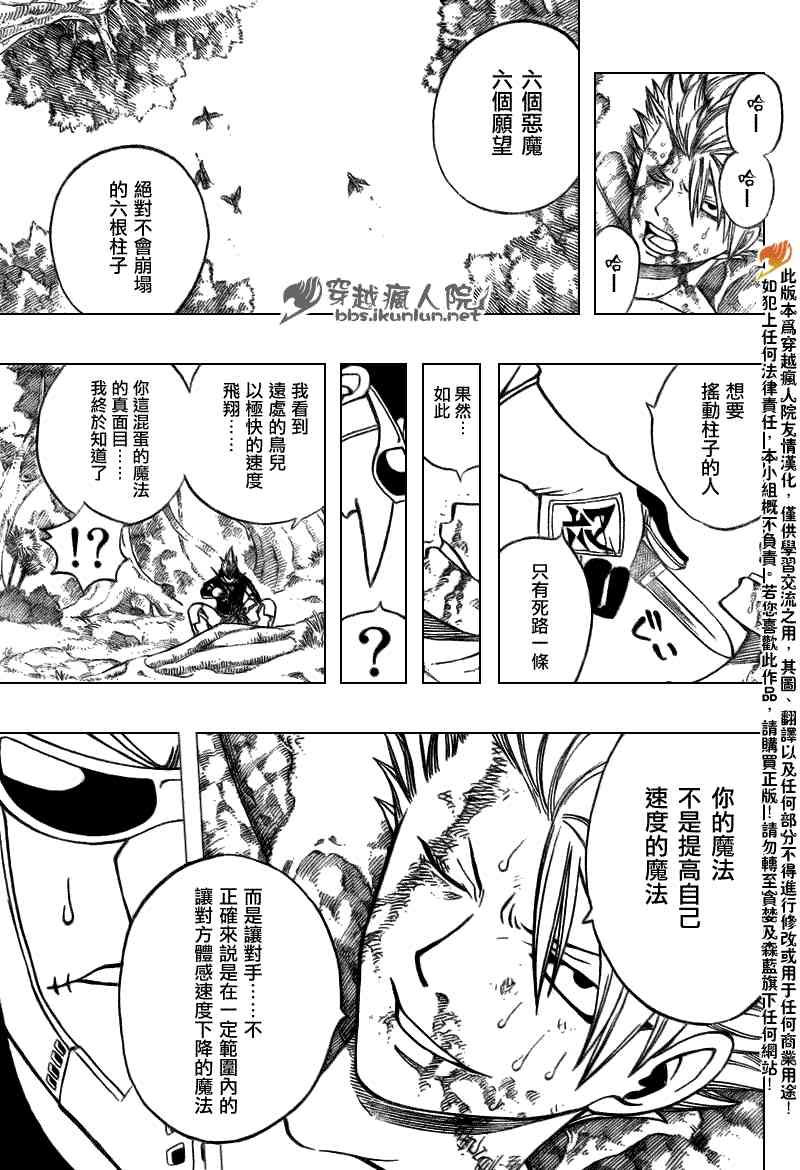 哈—
哈—
哈—
六個惡魔
六個願望
絕對不會崩塌
的六根柱子
穿越瘋人院
bbs.ikunlun.net
想要
搖動柱子的人
只有死路一條
果然…
如此
?
我看到
遠處的鳥兒
以極快的速度
飛翔……
你這混蛋的魔法
的真面目……
我終於知道了
!?
你的魔法
不是提高自己
速度的魔法
而是讓對手……不
正確來說是在一定範圍內的
讓對方體感速度下降的魔法
此版本爲穿越瘋人院友情漢化，僅供學習交流之用，其圖、翻譯以及任何部分不得進行修改或用于任何商業用途！
如犯上任何法律責任，本小組概不負責。若您喜歡此作品，請購買正版！！請勿轉至貪婪及森藍旗下任何網站！